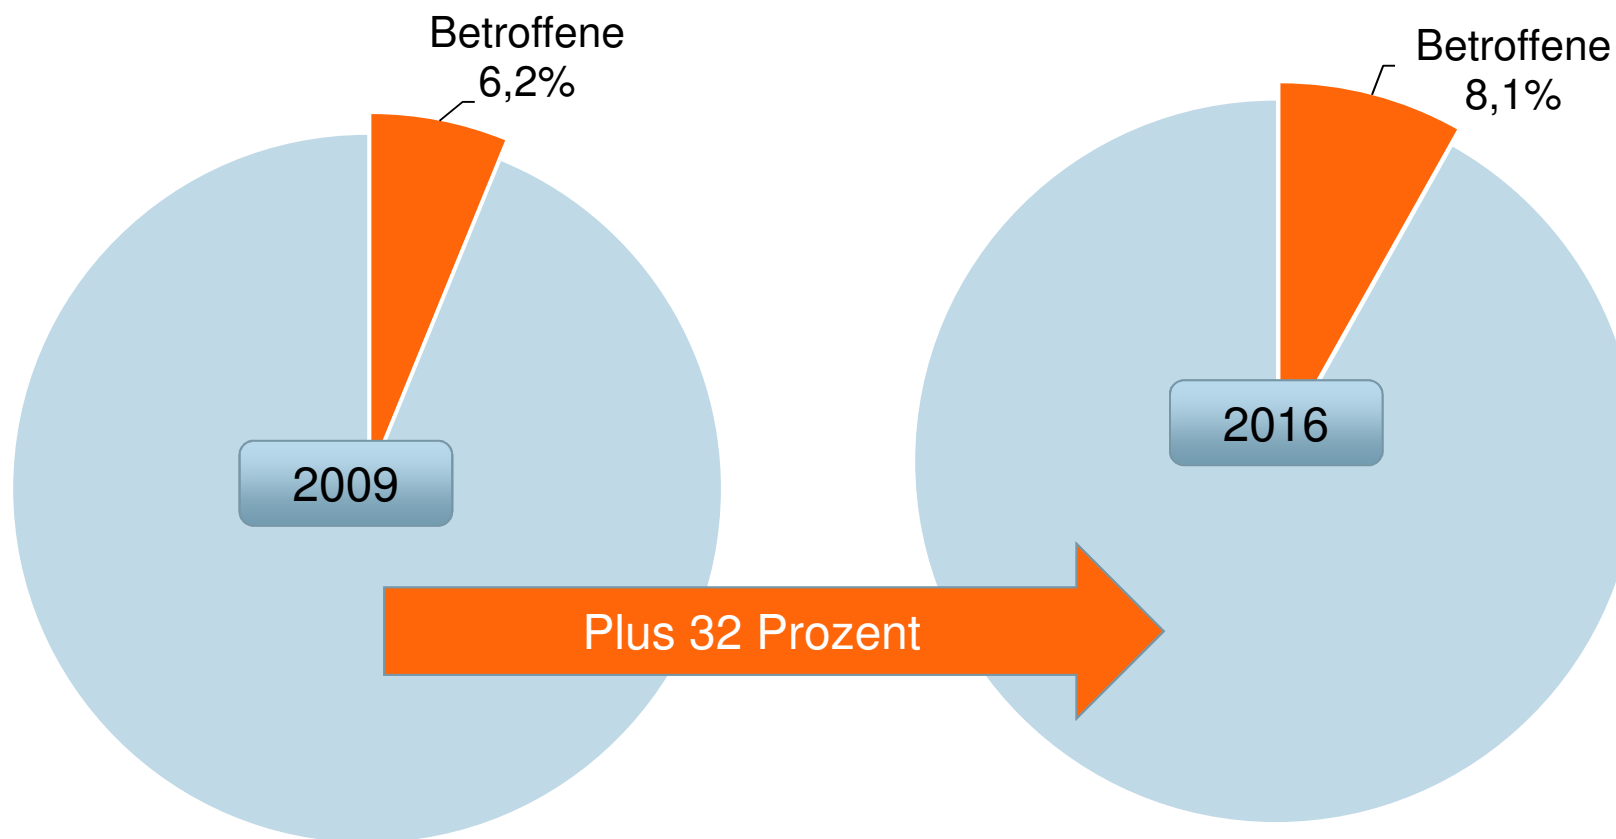 Betroffene
6,2%
Betroffene
8,1%
2009
2016
Plus 32 Prozent